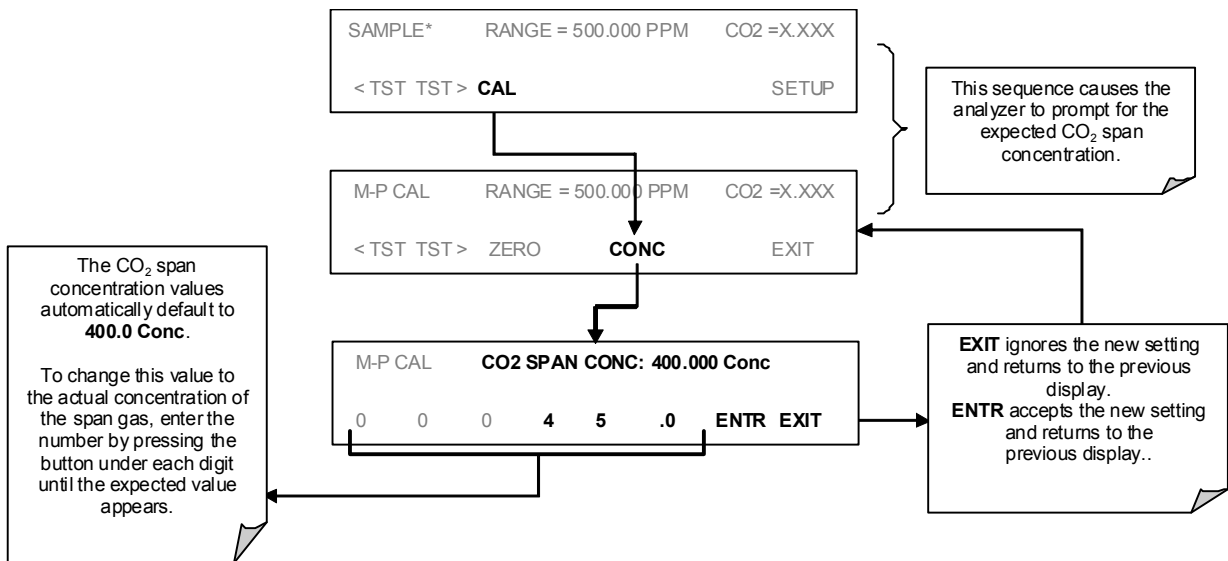 SAMPLE* RANGE = 500.000 PPM CO2 =X.XXX
< TST TST > CAL SETUP
This sequence causes the
analyzer to prompt for the
expected CO₂ span
concentration.
M-P CAL RANGE = 500.000 PPM CO2 =X.XXX
< TST TST > ZERO CONC EXIT
The CO₂ span
concentration values
automatically default to
400.0 Conc.
To change this value to
the actual concentration of
the span gas, enter the
number by pressing the
button under each digit
until the expected value
appears.
M-P CAL CO2 SPAN CONC: 400.000 Conc
0 0 0 4 5 .0 ENTR EXIT
EXIT ignores the new setting
and returns to the previous
display.
ENTR accepts the new setting
and returns to the
previous display..